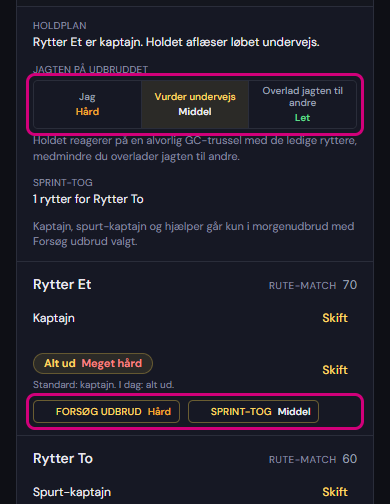 HOLDPLAN
Rytter Et er kaptajn. Holdet aflæser løbet undervejs.
JAGTEN PÅ UDBRUDDET
Jag
Hård
Vurder undervejs
Middel
Overlad jagten til
andre
Let
Holdet reagerer på en alvorlig GC-trussel med de ledige ryttere,
medmindre du overlader jagten til andre.
SPRINT-TOG
1 rytter for Rytter To
Kaptajn, spurt-kaptajn og hjælper går kun i morgenudbrud med
Forsøg udbrud valgt.
Rytter Et RUTE-MATCH 70
Kaptajn Skift
Alt ud Meget hård
Skift
Standard: kaptajn. I dag: alt ud.
FORSØG UDBRUD Hård SPRINT-TOG Middel
Rytter To RUTE-MATCH 60
Spurt-kaptajn Skift